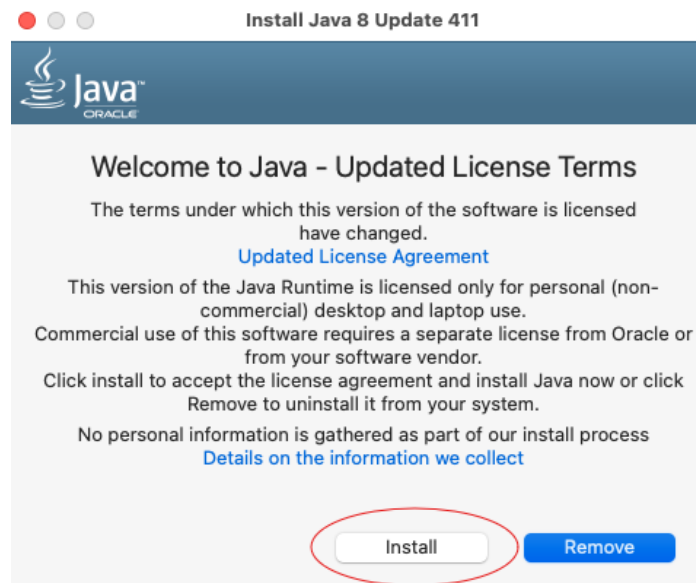 Install Java 8 Update 411
Java™
ORACLE
Welcome to Java - Updated License Terms
The terms under which this version of the software is licensed
have changed.
Updated License Agreement
This version of the Java Runtime is licensed only for personal (non-
commercial) desktop and laptop use.
Commercial use of this software requires a separate license from Oracle or
from your software vendor.
Click install to accept the license agreement and install Java now or click
Remove to uninstall it from your system.
No personal information is gathered as part of our install process
Details on the information we collect
Install
Remove